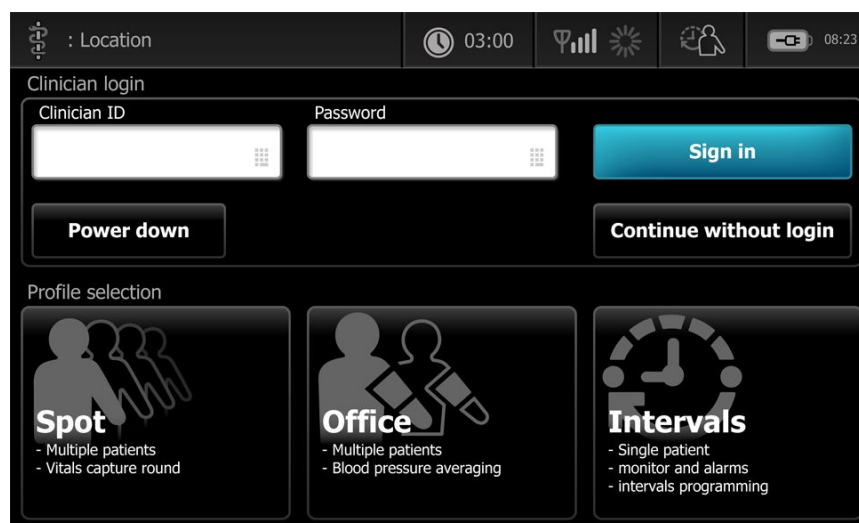 : Location
03:00
08:23
Clinician login
Clinician ID
Password
Sign in
Power down
Continue without login
Profile selection
Spot
- Multiple patients
- Vitals capture round
Office
- Multiple patients
- Blood pressure averaging
Intervals
- Single patient
- monitor and alarms
- intervals programming